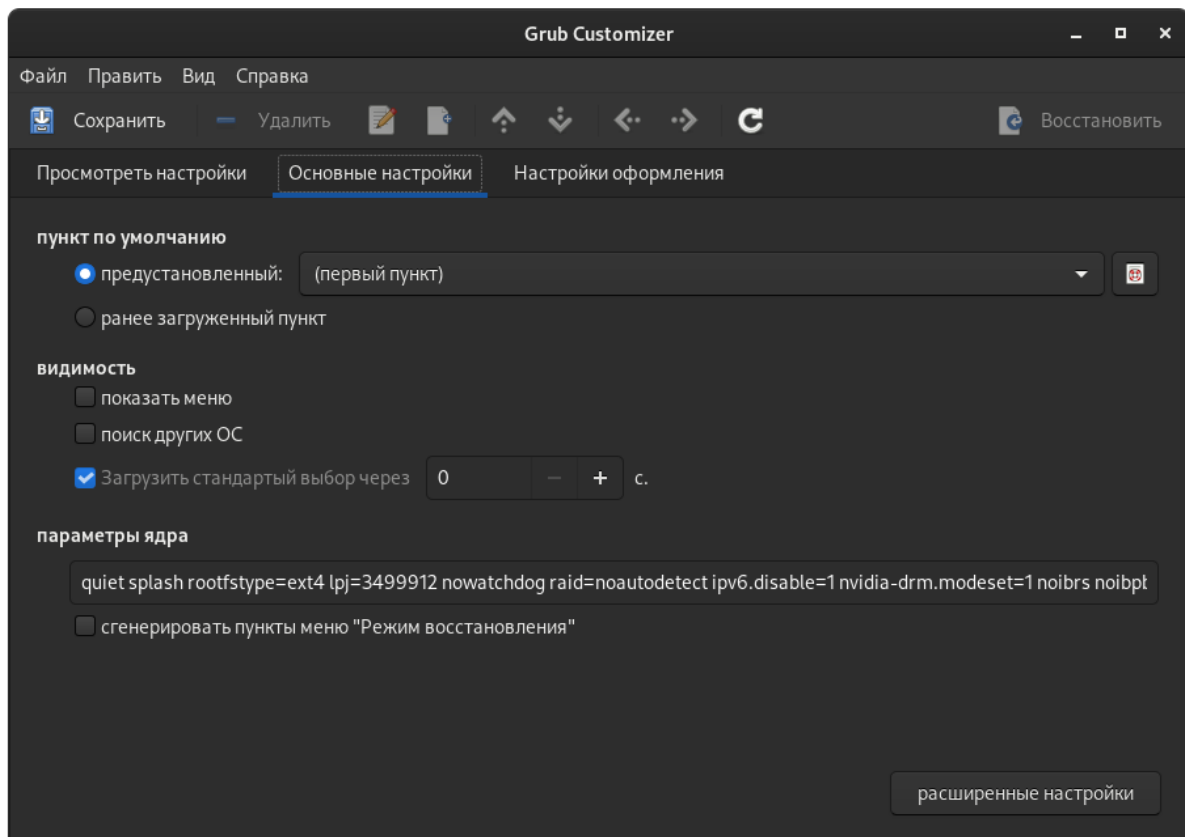 Grub Customizer
Файл Править Вид Справка
Сохранить Удалить Восстановить
Просмотреть настройки Основные настройки Настройки оформления
пункт по умолчанию
предустановленный: (первый пункт)
ранее загруженный пункт
видимость
показать меню
поиск других ОС
Загрузить стандартый выбор через 0 с.
параметры ядра
quiet splash rootfstype=ext4 lpj=3499912 nowatchdog raid=noautodetect ipv6.disable=1 nvidia-drm.modeset=1 noibrs noibpb
сгенерировать пункты меню "Режим восстановления"
расширенные настройки